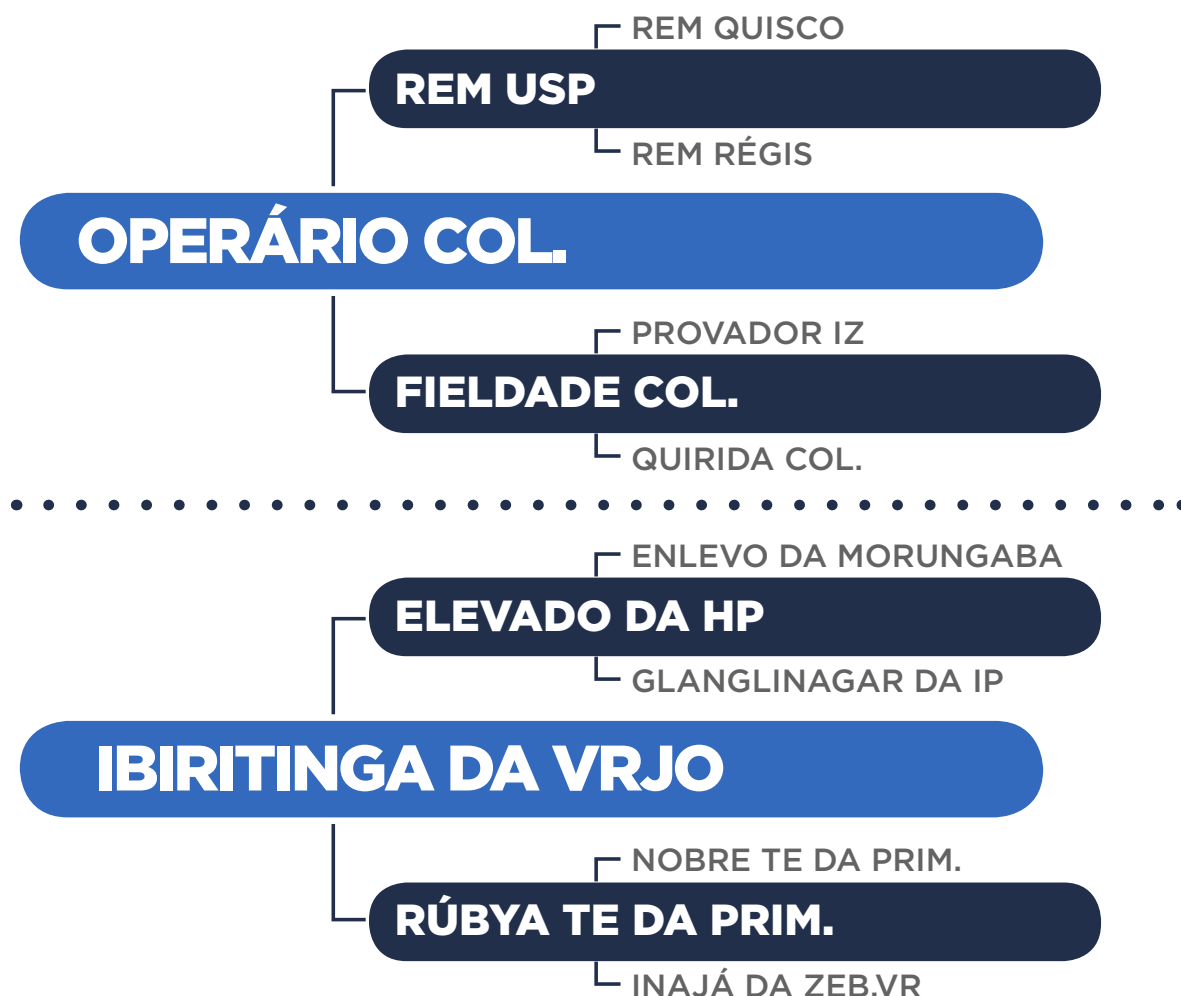 REM QUISCO
REM USP
REM RÉGIS
OPERÁRIO COL.
PROVADOR IZ
FIELDADE COL.
QUIRIDA COL.
ENLEVO DA MORUNGABA
ELEVADO DA HP
GLANGLINAGAR DA IP
IBIRITINGA DA VRJO
NOBRE TE DA PRIM.
RÚBYA TE DA PRIM.
INAJÁ DA ZEB.VR